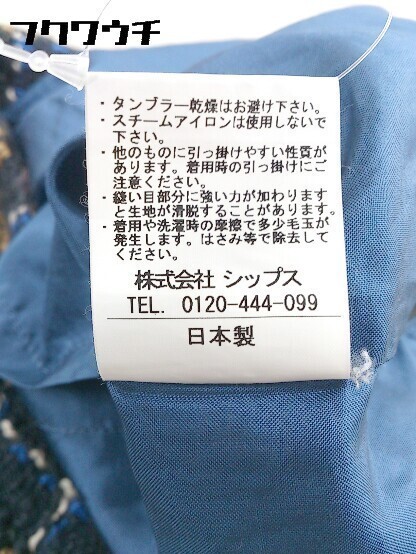 フクウチ
・タンブラー乾燥はお避け下さい。
・スチームアイロンは使用しないで
下さい。
・他のものに引っ掛けやすい性質が
あります。着用時の引っ掛けにご
注意ください。
・縫い目部分に強い力が加わります
と生地が滑脱することがあります。
・着用や洗濯時の摩擦で多少毛玉が
発生します。はさみ等で除去して
ください。
株式会社 シップス
TEL. 0120-444-099
日本製